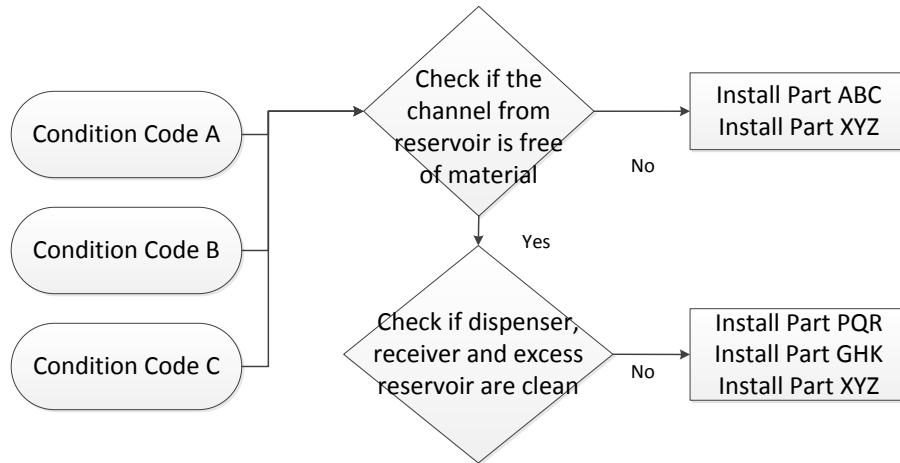 Condition Code A
Condition Code B
Condition Code C
Check if the
channel from
reservoir is free
of material
No
Install Part ABC
Install Part XYZ
Yes
Check if dispenser,
receiver and excess
reservoir are clean
No
Install Part PQR
Install Part GHK
Install Part XYZ